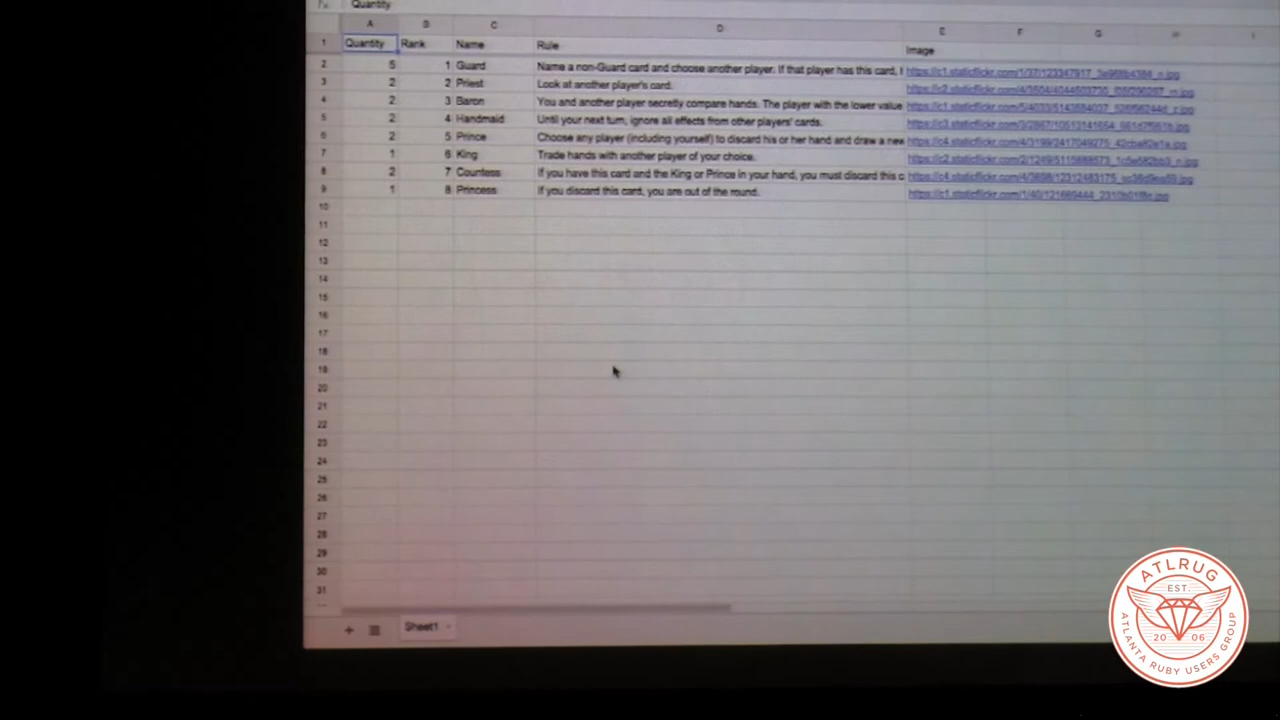 Quantity
A B C D E F G H I
1 Quantity Rank Name Rule Image
2 5 1 Guard Name a non-Guard card and choose another player. If that player has this card, h
3 2 2 Priest Look at another player's card.
4 2 3 Baron You and another player secretly compare hands. The player with the lower value
5 2 4 Handmaid Until your next turn, ignore all effects from other players' cards.
6 2 5 Prince Choose any player (including yourself) to discard his or her hand and draw a new
7 1 6 King Trade hands with another player of your choice.
8 2 7 Countess If you have this card and the King or Prince in your hand, you must discard this c
9 1 8 Princess If you discard this card, you are out of the round.
10
11
12
13
14
15
16
17
18
19
20
21
22
23
24
25
26
27
28
29
30
31
Sheet1
ATLRUG
EST.
20 06
ATLANTA RUBY USERS GROUP